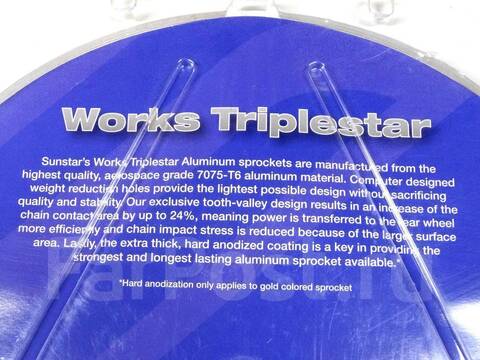 Works Triplestar
Sunstar's Works Triplestar Aluminum sprockets are manufactured from the
highest quality, aerospace grade 7075-T6 aluminum material. Computer designed
weight reduction holes provide the lightest possible design without sacrificing
quality and stability. Our exclusive tooth-valley design results in an increase of the
chain contact area by up to 24%, meaning power is transferred to the rear wheel
more efficiently and chain impact stress is reduced because of the larger surface
area. Lastly, the extra thick, hard anodized coating is a key in providing the
strongest and longest lasting aluminum sprocket available.*
*Hard anodization only applies to gold colored sprocket
FarPost.ru